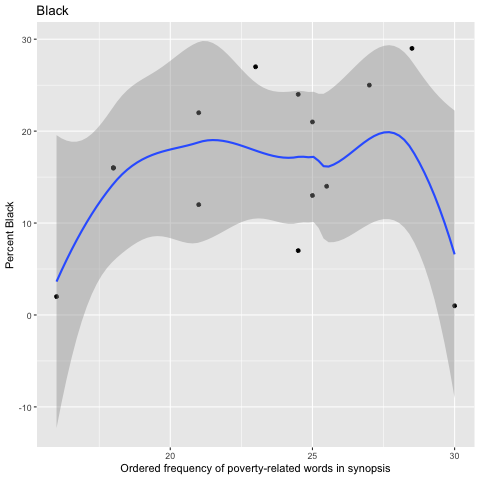 Black
30
20
10
0
-10
Percent Black
20
25
30
Ordered frequency of poverty-related words in synopsis